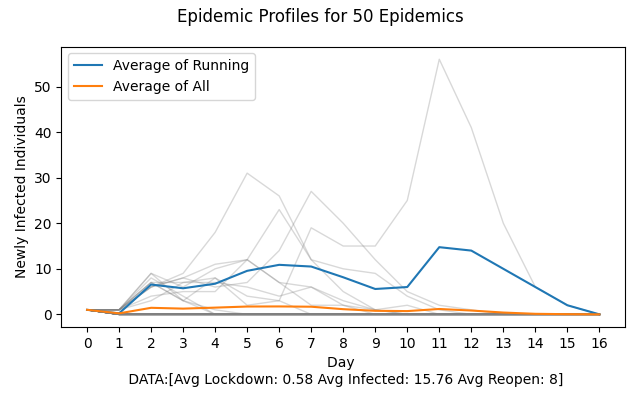 Epidemic Profiles for 50 Epidemics
Average of Running
Average of All
Newly Infected Individuals
50
40
30
20
10
0
0 1 2 3 4 5 6 7 8 9 10 11 12 13 14 15 16
Day
DATA:[Avg Lockdown: 0.58 Avg Infected: 15.76 Avg Reopen: 8]